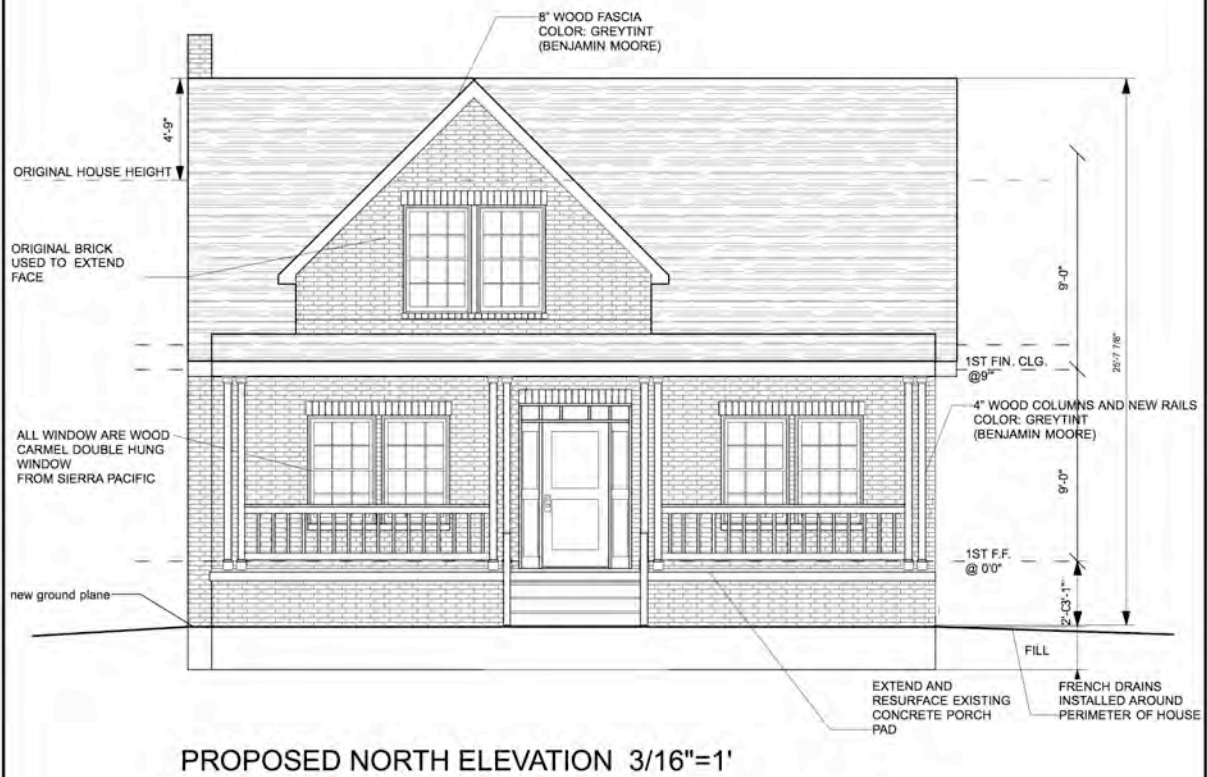 8" WOOD FASCIA
COLOR: GREYTINT
(BENJAMIN MOORE)
4'-9"
ORIGINAL HOUSE HEIGHT
ORIGINAL BRICK
USED TO EXTEND
FACE
9'-0"
25'-7 7/8"
1ST FIN. CLG.
@9'"
4" WOOD COLUMNS AND NEW RAILS
COLOR: GREYTINT
(BENJAMIN MOORE)
ALL WINDOW ARE WOOD
CARMEL DOUBLE HUNG
WINDOW
FROM SIERRA PACIFIC
9'-0"
1ST F.F.
@ 0'0"
new ground plane
FILL
EXTEND AND
RESURFACE EXISTING
CONCRETE PORCH
PAD
FRENCH DRAINS
INSTALLED AROUND
PERIMETER OF HOUSE
PROPOSED NORTH ELEVATION 3/16"=1'